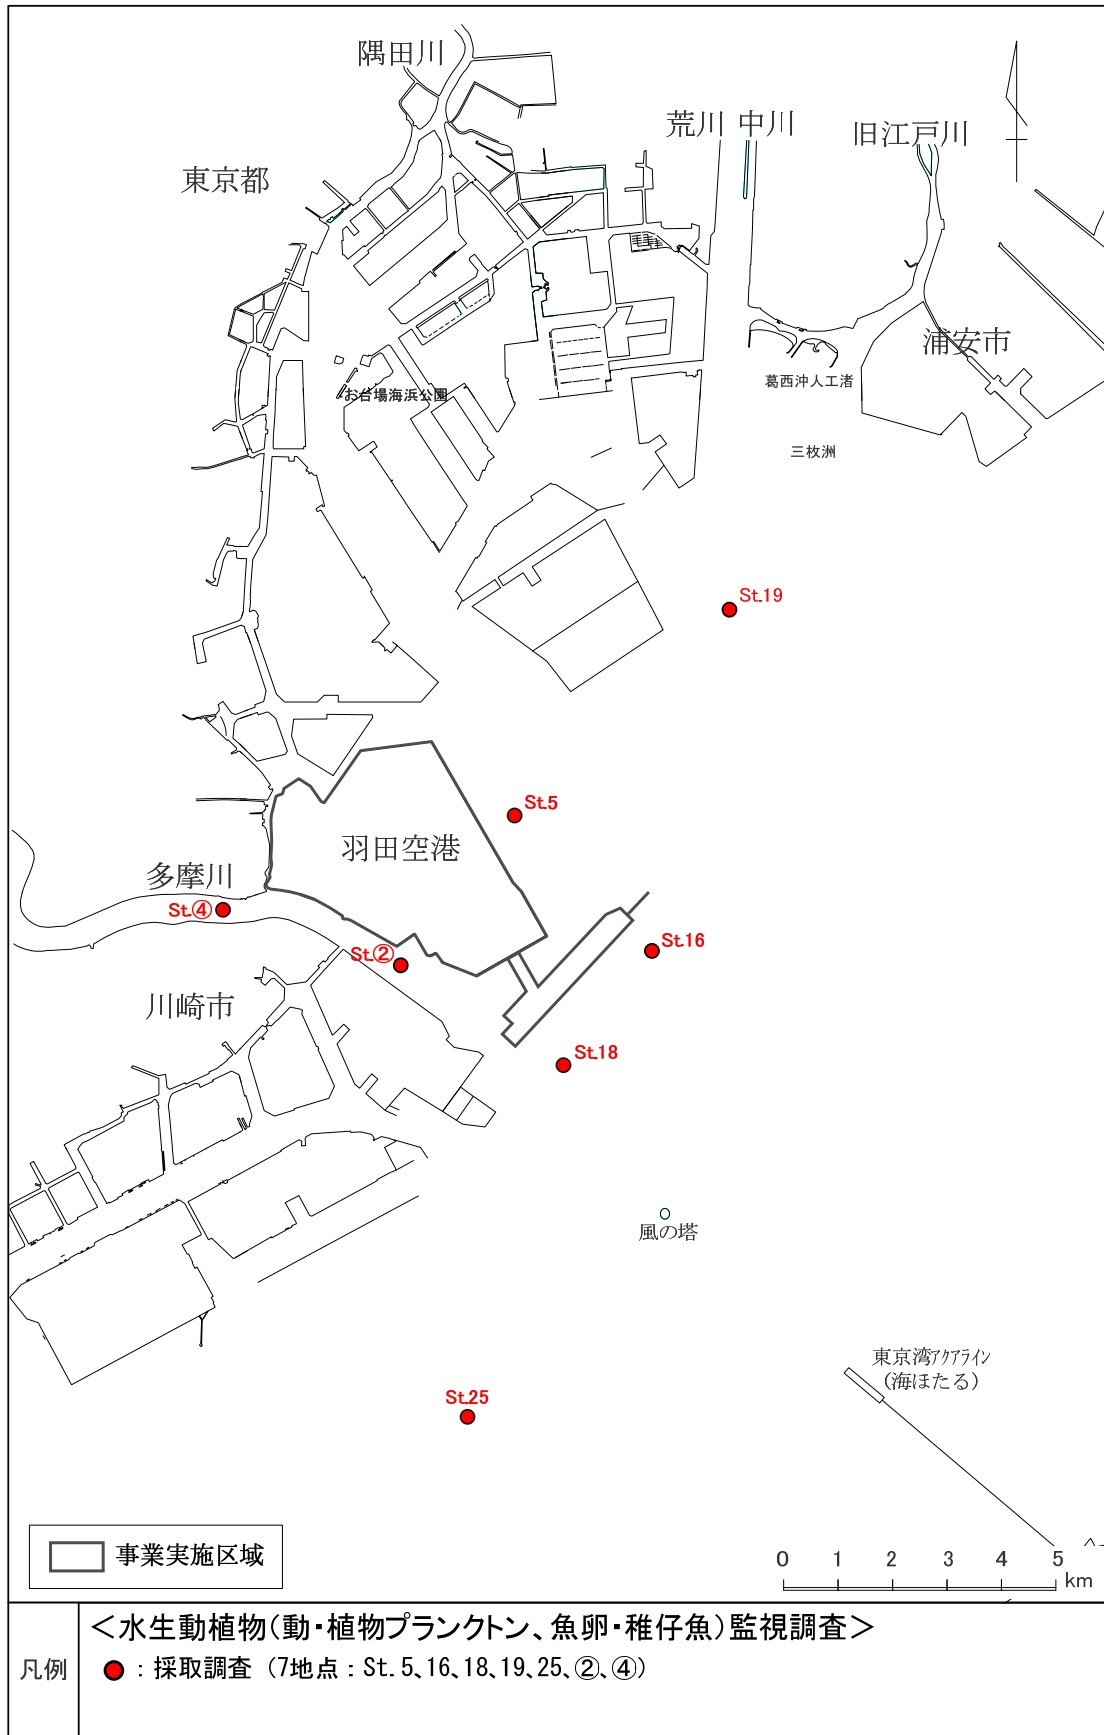 隅田川
荒川 中川
旧江戸川
東京都
浦安市
葛西沖人工渚
お台場海浜公園
三枚洲
St.19
St.5
羽田空港
多摩川
St.④
St.②
St.16
川崎市
St.18
風の塔
東京湾アクアライン
(海ほたる)
St.25
事業実施区域
0 1 2 3 4 5
km
凡例
<水生動植物(動・植物プランクトン、魚卵・稚仔魚)監視調査>
● : 採取調査 (7地点 : St. 5、16、18、19、25、②、④)